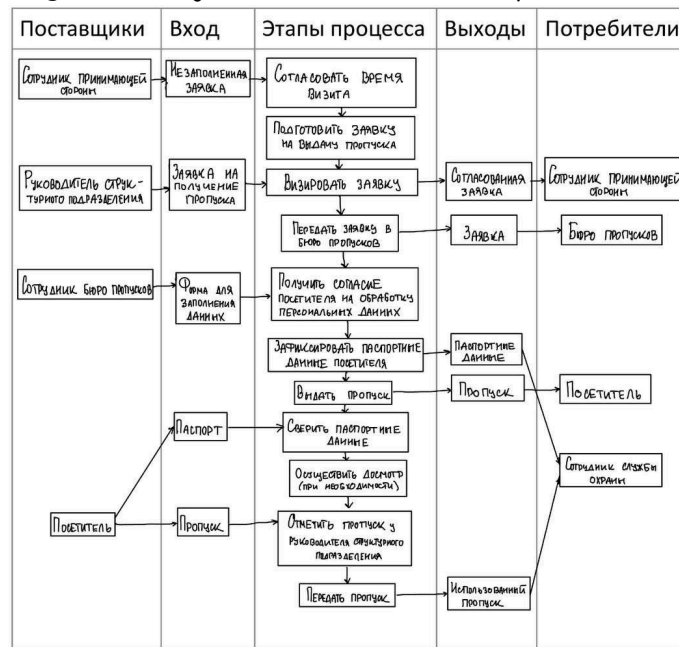 Поставщики
Вход
Этапы процесса
Выходы
Потребители
Сотрудник принимающей
стороны
Незаполненная
заявка
Согласовать время
визита
Подготовить заявку
на выдачу пропуска
Руководитель струк-
турного подразделения
Заявка на
получение
пропуска
Визировать заявку
Согласованная
заявка
Сотрудник принимающей
стороны
Передать заявку в
бюро пропусков
Заявка
Бюро пропусков
Сотрудник бюро пропусков
Форма для
заполнения
данных
Получить согласие
посетителя на обработку
персональных данных
Зафиксировать паспортные
данные посетителя
Паспортные
данные
Выдать пропуск
Пропуск
Посетитель
Паспорт
Сверить паспортные
данные
Осуществить досмотр
(при необходимости)
Сотрудник службы
охраны
Посетитель
Пропуск
Отметить пропуск у
руководителя структурного
подразделения
Передать пропуск
Использованный
пропуск